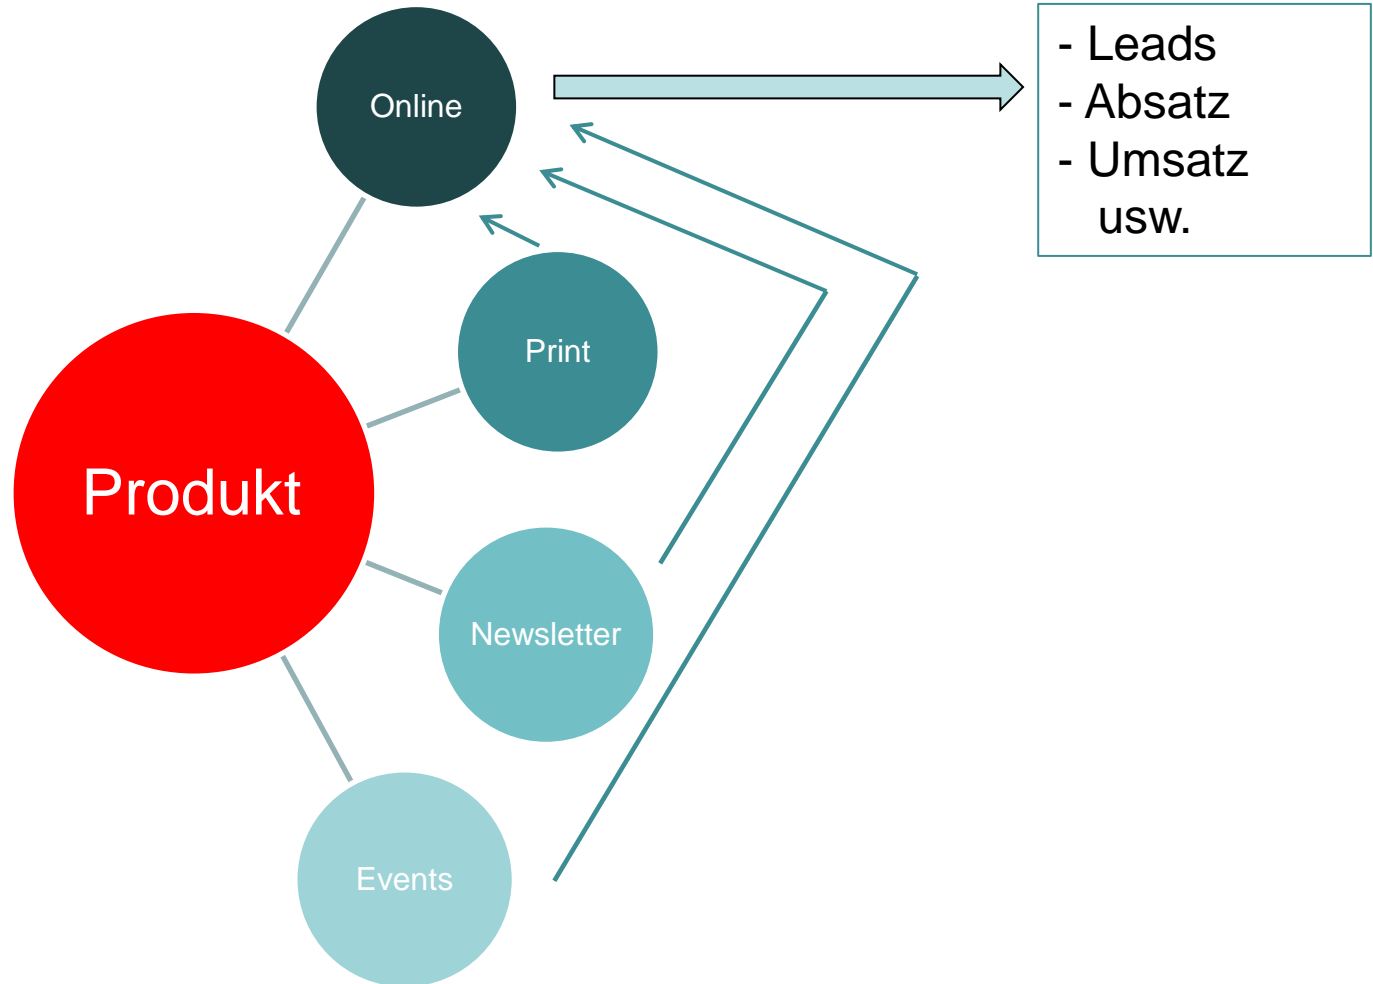 Online
- Leads
- Absatz
- Umsatz
usw.
Print
Produkt
Newsletter
Events